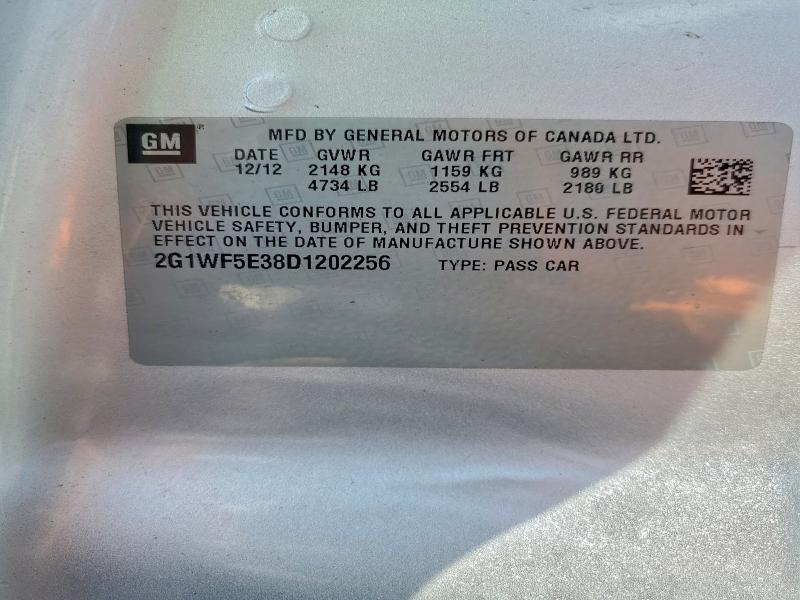 GM
MFD BY GENERAL MOTORS OF CANADA LTD.
DATE GVWR GAWR FRT GAWR RR
12/12 2148 KG 1159 KG 989 KG
4734 LB 2554 LB 2180 LB
THIS VEHICLE CONFORMS TO ALL APPLICABLE U.S. FEDERAL MOTOR
VEHICLE SAFETY, BUMPER, AND THEFT PREVENTION STANDARDS IN
EFFECT ON THE DATE OF MANUFACTURE SHOWN ABOVE.
2G1WF5E38D1202256 TYPE: PASS CAR